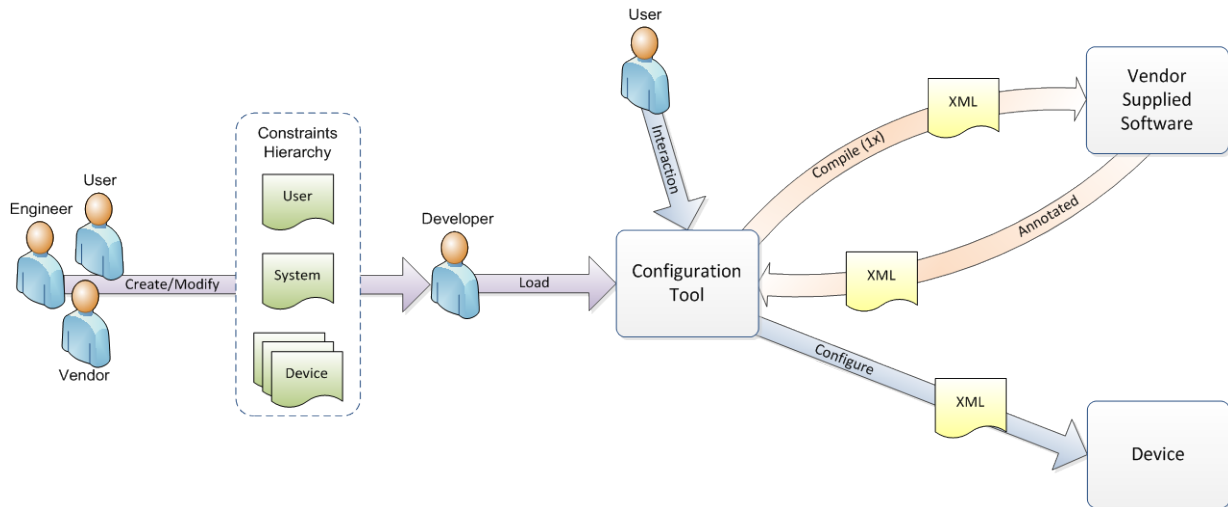 User
Engineer
Vendor
Create/Modify
Constraints
Hierarchy
User
System
Device
Developer
Load
User
Interaction
Configuration
Tool
Compile (1x)
XML
Vendor
Supplied
Software
Annotated
XML
Configure
XML
Device